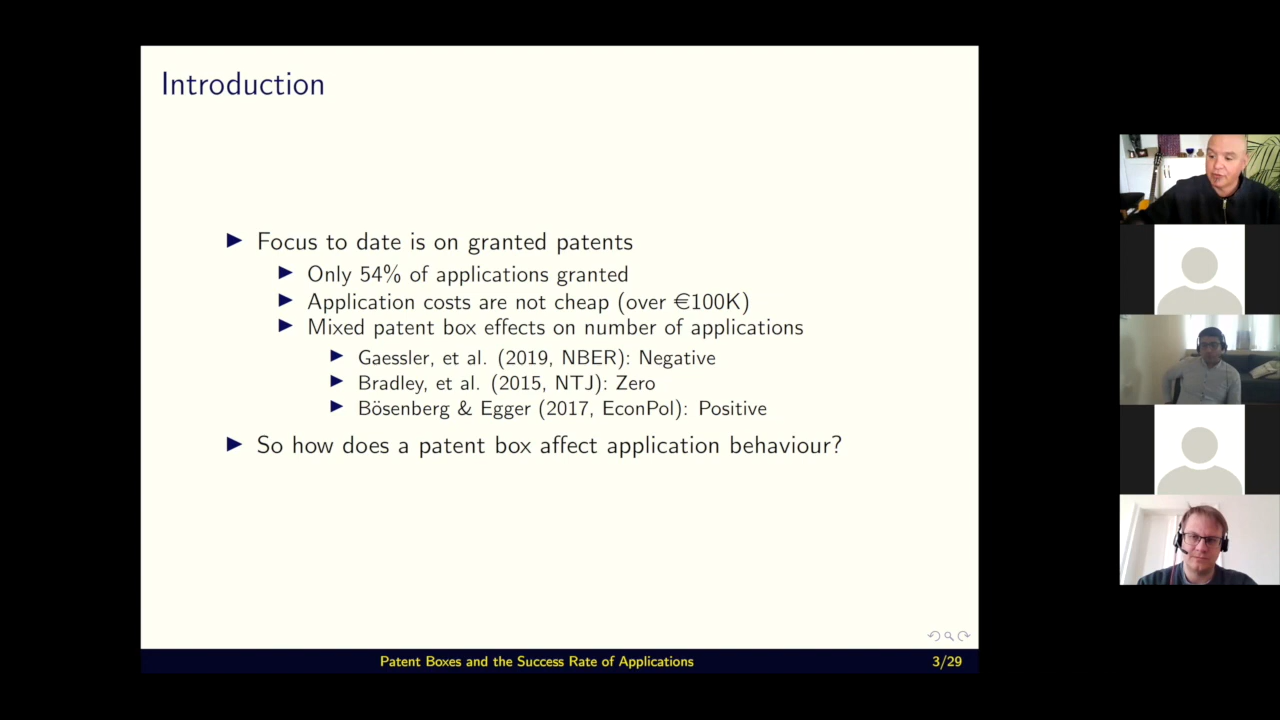 Introduction
Focus to date is on granted patents
Only 54% of applications granted
Application costs are not cheap (over €100K)
Mixed patent box effects on number of applications
Gaessler, et al. (2019, NBER): Negative
Bradley, et al. (2015, NTJ): Zero
Bösenberg & Egger (2017, EconPol): Positive
So how does a patent box affect application behaviour?
Patent Boxes and the Success Rate of Applications
3/29